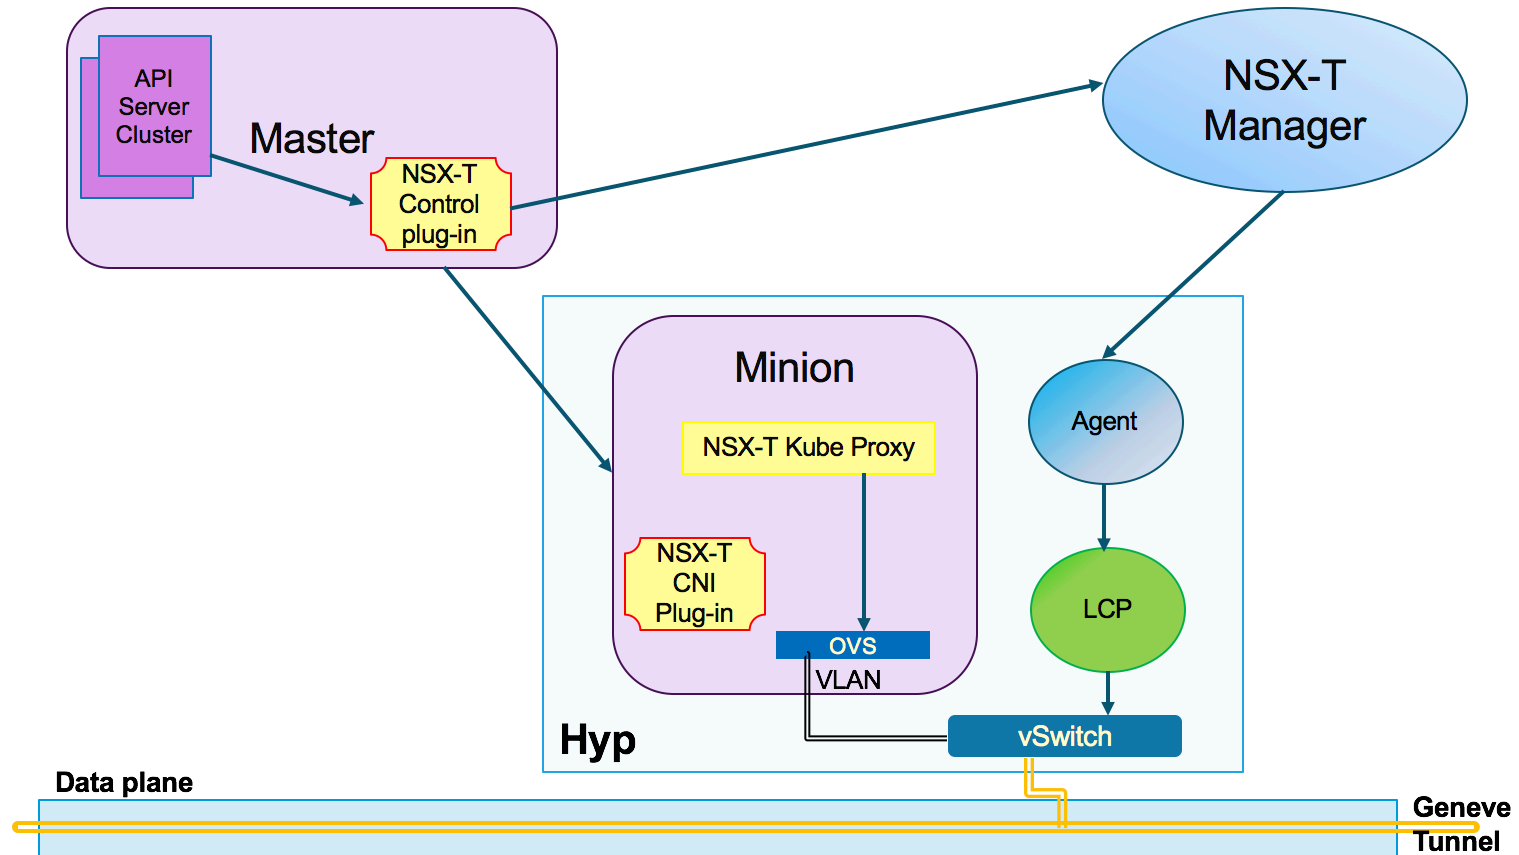 API
Server
Cluster
Master
NSX-T
Control
plug-in
NSX-T
Manager
Minion
NSX-T Kube Proxy
Agent
NSX-T
CNI
Plug-in
OVS
VLAN
LCP
Hyp
vSwitch
Data plane
Geneve
Tunnel